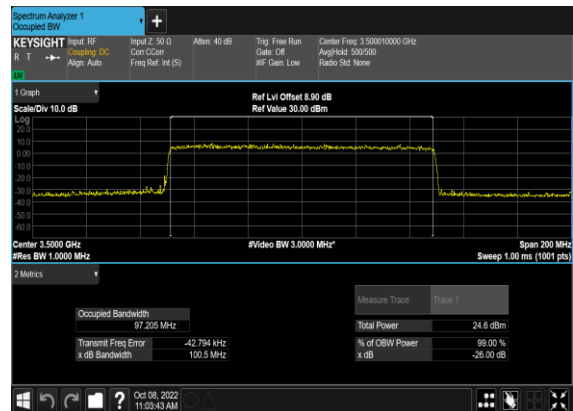 Spectrum Analyzer 1
Occupied BW
+
KEYSIGHT Input: RF Input Z: 50 Ω Atten: 40 dB Trig: Free Run Center Freq: 3.500010000 GHz
R T Coupling: DC Corr CCorr Gate: Off Avg|Hold: 500/500
Align: Auto Freq Ref: Int (S) #IF Gain: Low Radio Std: None
LW
1 Graph
Ref Lvl Offset 8.90 dB
Scale/Div 10.0 dB Ref Value 30.00 dBm
Log
20.0
10.0
0.00
-10.0
-20.0
-30.0
-40.0
-50.0
-60.0
Center 3.5000 GHz #Video BW 3.0000 MHz* Span 200 MHz
#Res BW 1.0000 MHz Sweep 1.00 ms (1001 pts)
2 Metrics
Measure Trace Trace 1
Occupied Bandwidth
97.205 MHz Total Power 24.6 dBm
Transmit Freq Error -42.794 kHz % of OBW Power 99.00 %
x dB Bandwidth 100.5 MHz x dB -26.00 dB
? Oct 08, 2022
11:03:43 AM